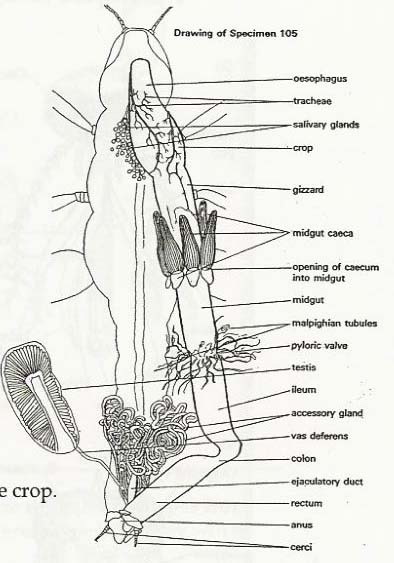 Drawing of Specimen 105
oesophagus
tracheae
salivary glands
crop
gizzard
midgut caeca
opening of caecum
into midgut
midgut
malpighian tubules
pyloric valve
testis
ileum
accessory gland
vas deferens
colon
ejaculatory duct
e crop.
rectum
anus
cerci